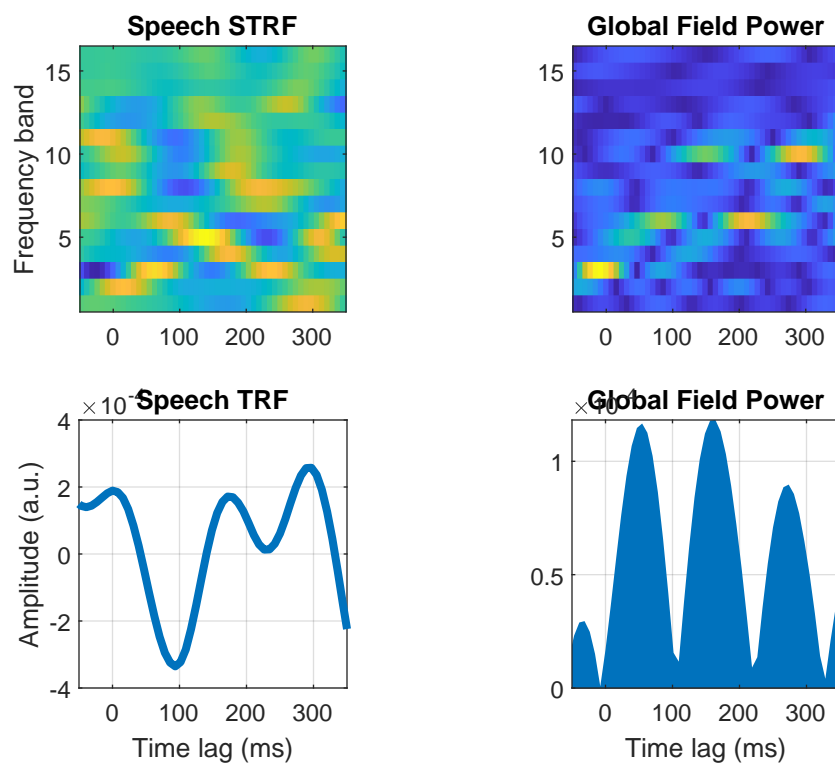 Speech STRF
Frequency band
15
10
5
0 100 200 300
Global Field Power
15
10
5
0 100 200 300
Speech TRF
×10⁻⁴
Amplitude (a.u.)
4
2
0
-2
-4
0 100 200 300
Time lag (ms)
Global Field Power
1
0.5
0
0 100 200 300
Time lag (ms)